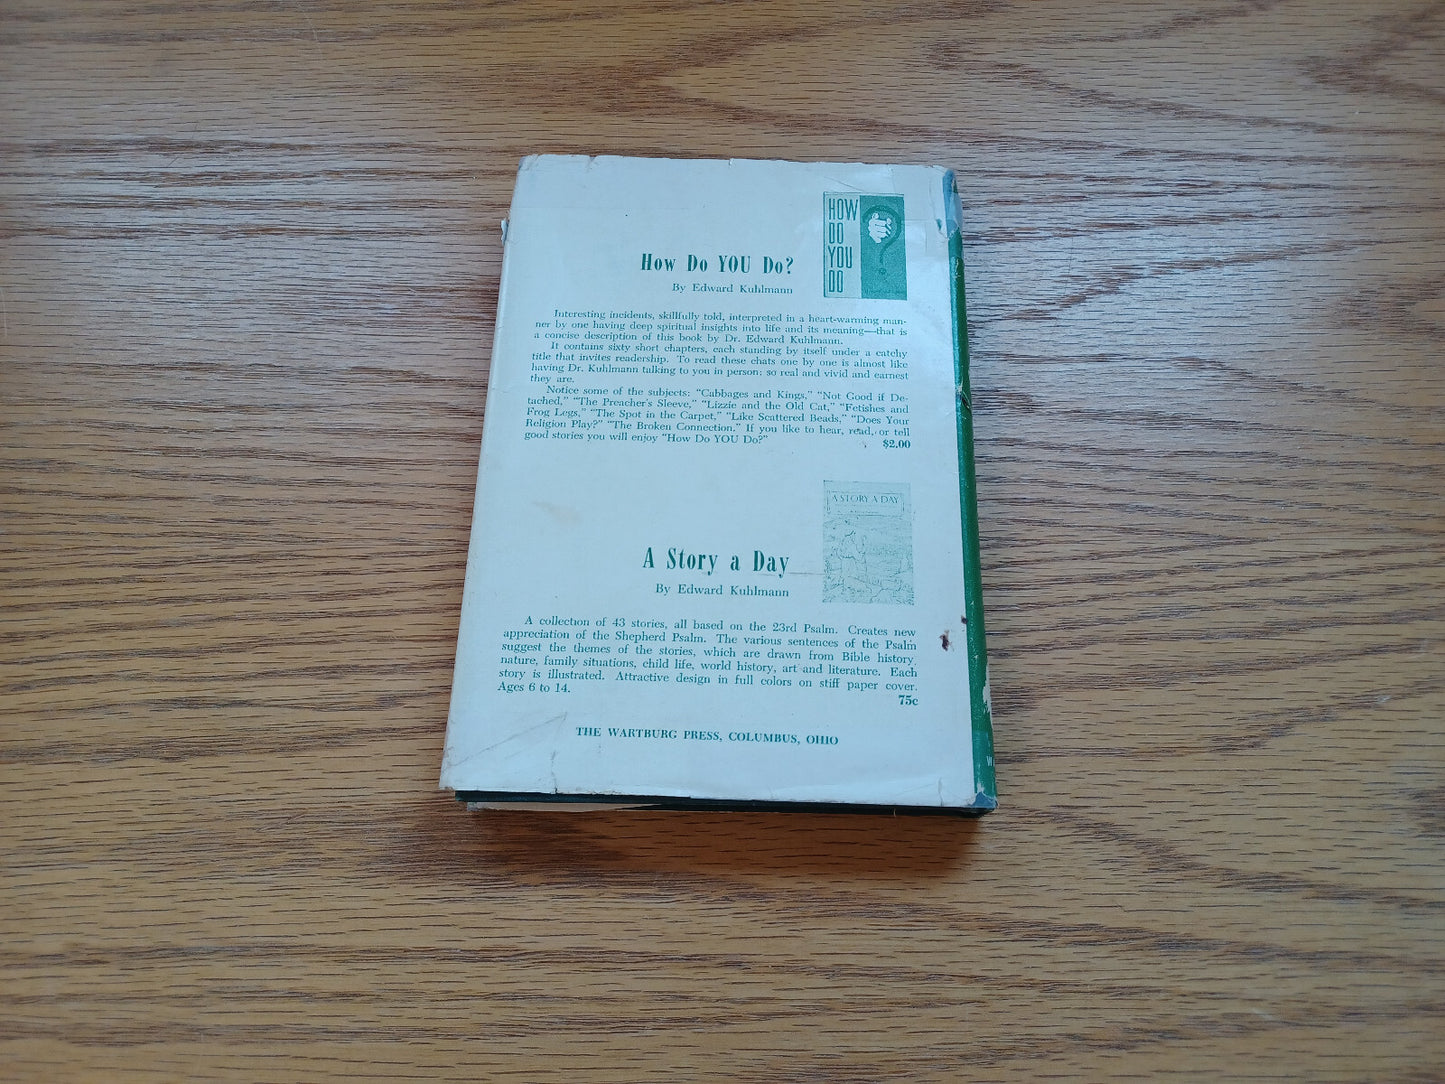 HOW
DO
YOU
DO
?
How Do YOU Do?
By Edward Kuhlmann
Interesting incidents, skillfully told, interpreted in a heart-warming man-
ner by one having deep spiritual insights into life and its meaning—that is
a concise description of this book by Dr. Edward Kuhlmann.
It contains sixty short chapters, each standing by itself under a catchy
title that invites readership. To read these chats one by one is almost like
having Dr. Kuhlmann talking to you in person; so real and vivid and earnest
they are.
Notice some of the subjects: "Cabbages and Kings," "Not Good if De-
tached," "The Preacher's Sleeve," "Lizzie and the Old Cat," "Fetishes and
Frog Legs," "The Spot in the Carpet," "Like Scattered Beads," "Does Your
Religion Play?" "The Broken Connection." If you like to hear, read, or tell
good stories you will enjoy "How Do YOU Do?"
$2.00
A STORY A DAY
A Story a Day
By Edward Kuhlmann
A collection of 43 stories, all based on the 23rd Psalm. Creates new
appreciation of the Shepherd Psalm. The various sentences of the Psalm
suggest the themes of the stories, which are drawn from Bible history,
nature, family situations, child life, world history, art and literature. Each
story is illustrated. Attractive design in full colors on stiff paper cover.
Ages 6 to 14.
75c
THE WARTBURG PRESS, COLUMBUS, OHIO
W